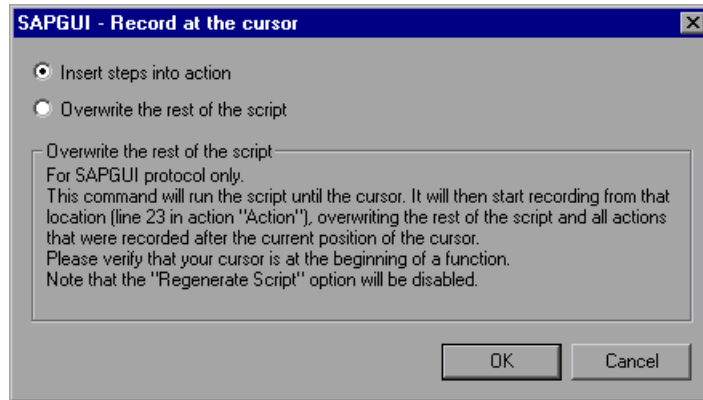 SAPGUI - Record at the cursor
Insert steps into action
Overwrite the rest of the script
Overwrite the rest of the script
For SAPGUI protocol only.
This command will run the script until the cursor. It will then start recording from that
location (line 23 in action "Action"), overwriting the rest of the script and all actions
that were recorded after the current position of the cursor.
Please verify that your cursor is at the beginning of a function.
Note that the "Regenerate Script" option will be disabled.
OK Cancel